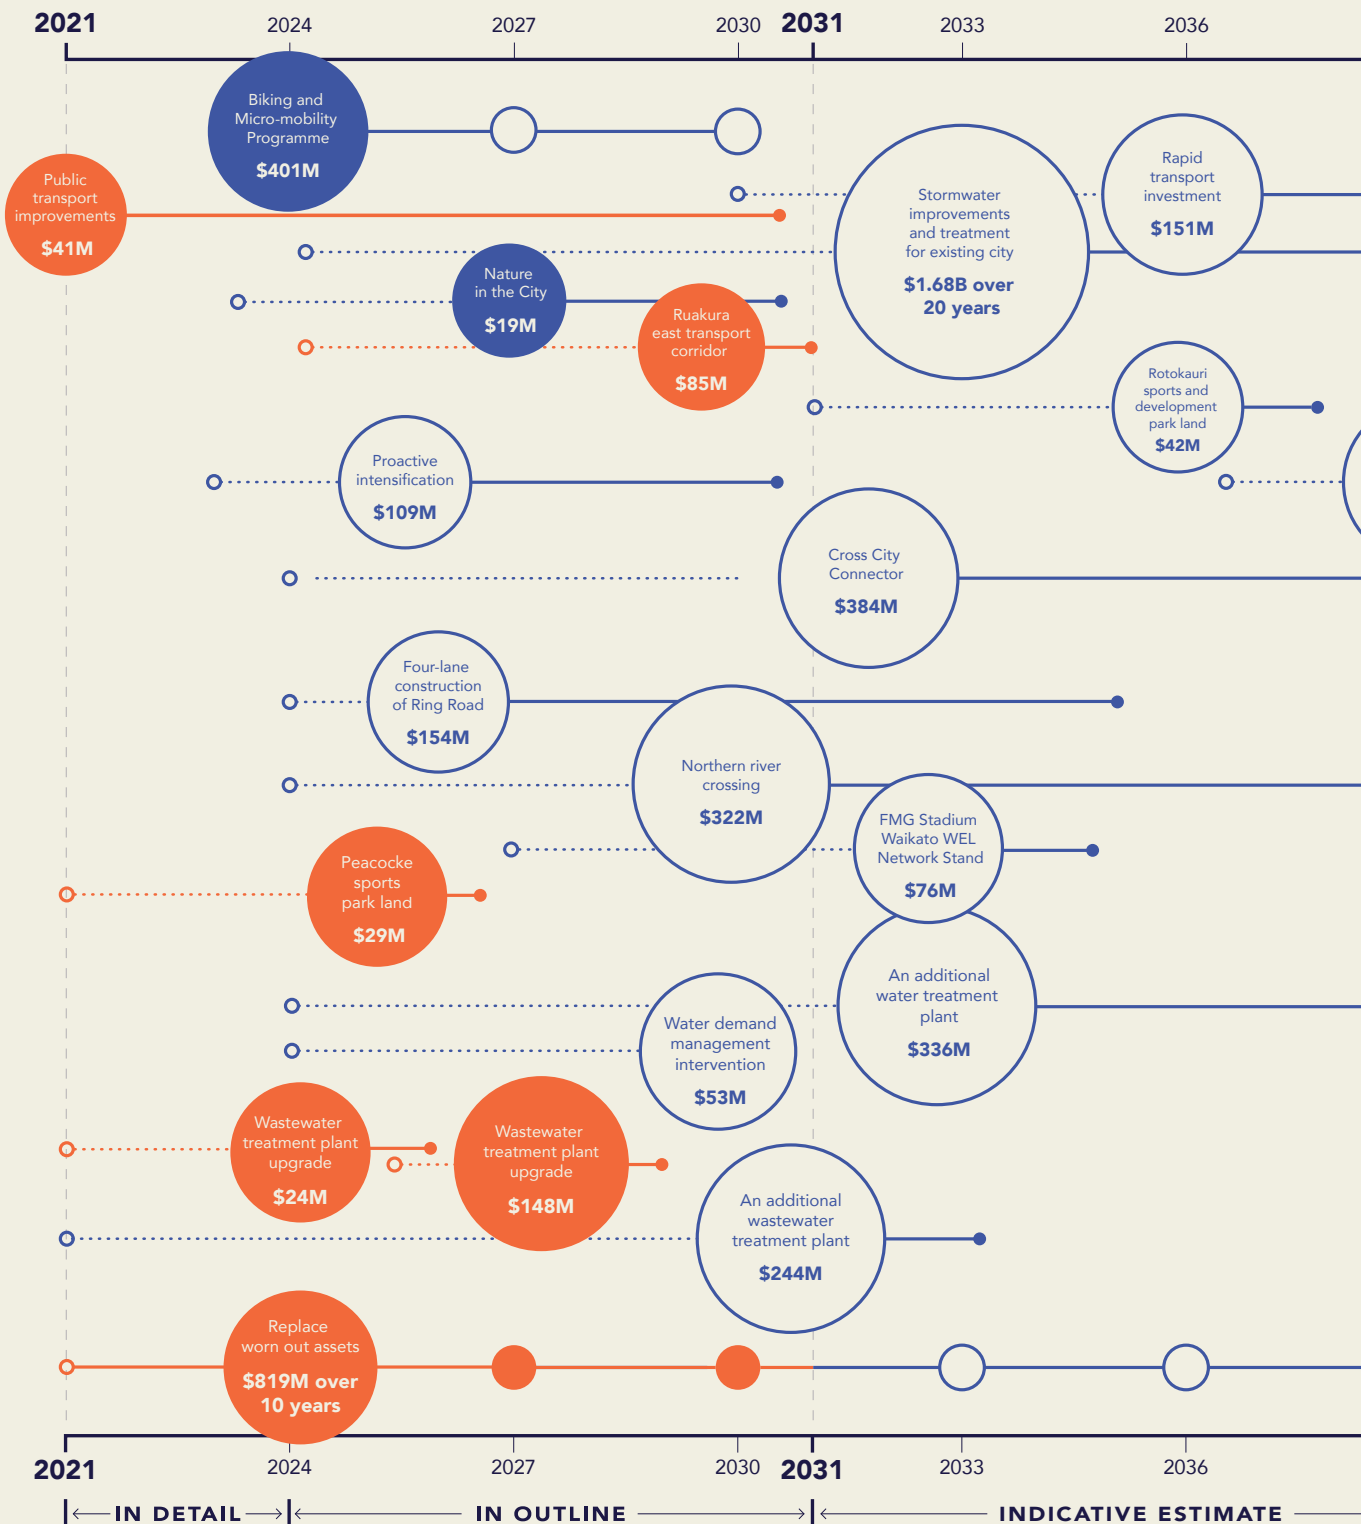 2021
2024
2027
2030
2031
2033
2036
Biking and
Micro-mobility
Programme
$401M
Public
transport
improvements
$41M
Stormwater
improvements
and treatment
for existing city
$1.68B over
20 years
Rapid
transport
investment
$151M
Nature
in the City
$19M
Ruakura
east transport
corridor
$85M
Rotokauri
sports and
development
park land
$42M
Proactive
intensification
$109M
Cross City
Connector
$384M
Four-lane
construction
of Ring Road
$154M
Northern river
crossing
$322M
FMG Stadium
Waikato WEL
Network Stand
$76M
Peacocke
sports
park land
$29M
An additional
water treatment
plant
$336M
Water demand
management
intervention
$53M
Wastewater
treatment plant
upgrade
$24M
Wastewater
treatment plant
upgrade
$148M
An additional
wastewater
treatment plant
$244M
Replace
worn out assets
$819M over
10 years
2021
2024
2027
2030
2031
2033
2036
IN DETAIL
IN OUTLINE
INDICATIVE ESTIMATE